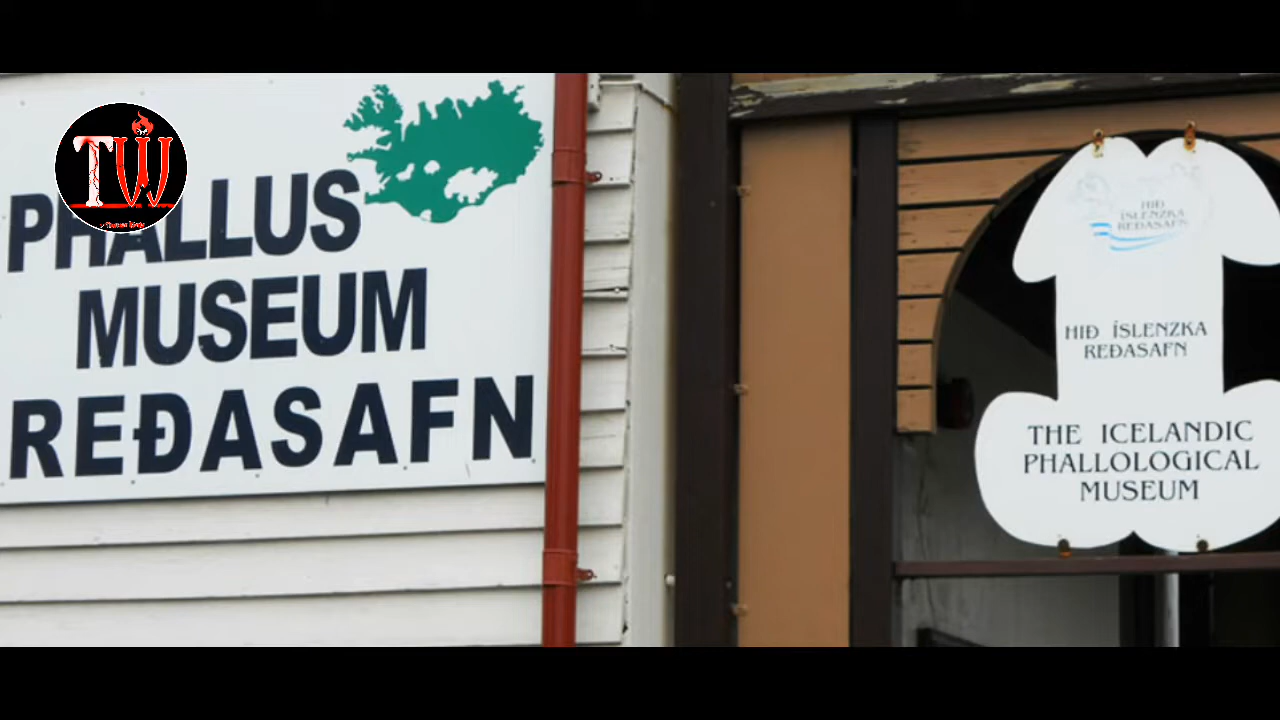 TW
PHALLUS
MUSEUM
REÐASAFN
HIÐ
ÍSLENZKA
REÐASAFN
HIÐ ÍSLENZKA
REÐASAFN
THE ICELANDIC
PHALLOLOGICAL
MUSEUM